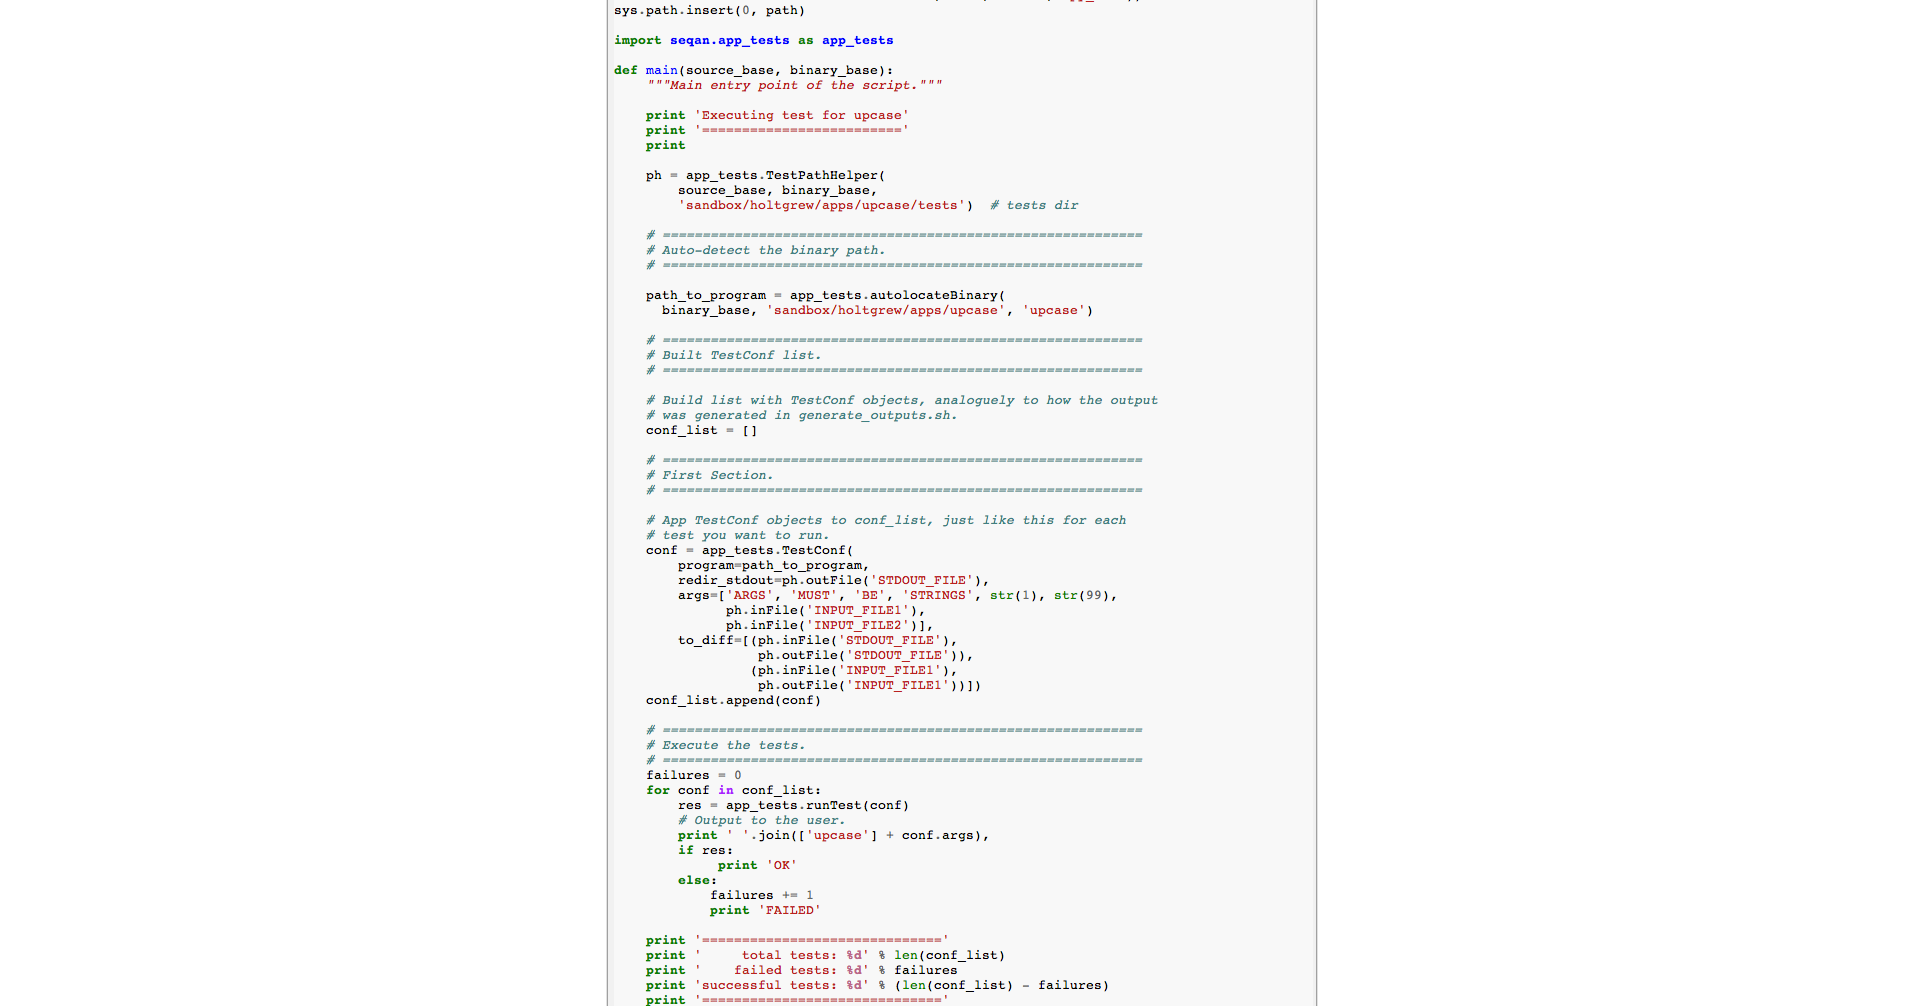 sys.path.insert(0, path)

import seqan.app_tests as app_tests

def main(source_base, binary_base):
    """Main entry point of the script."""

    print 'Executing test for upcase'
    print '========================='
    print

    ph = app_tests.TestPathHelper(
        source_base, binary_base,
        'sandbox/holtgrew/apps/upcase/tests')  # tests dir

    # ============================================================
    # Auto-detect the binary path.
    # ============================================================

    path_to_program = app_tests.autolocateBinary(
      binary_base, 'sandbox/holtgrew/apps/upcase', 'upcase')

    # ============================================================
    # Built TestConf list.
    # ============================================================

    # Build list with TestConf objects, analoguely to how the output
    # was generated in generate_outputs.sh.
    conf_list = []

    # ============================================================
    # First Section.
    # ============================================================

    # App TestConf objects to conf_list, just like this for each
    # test you want to run.
    conf = app_tests.TestConf(
        program=path_to_program,
        redir_stdout=ph.outFile('STDOUT_FILE'),
        args=['ARGS', 'MUST', 'BE', 'STRINGS', str(1), str(99),
              ph.inFile('INPUT_FILE1'),
              ph.inFile('INPUT_FILE2')],
        to_diff=[(ph.inFile('STDOUT_FILE'),
                  ph.outFile('STDOUT_FILE')),
                 (ph.inFile('INPUT_FILE1'),
                  ph.outFile('INPUT_FILE1'))])
    conf_list.append(conf)

    # ============================================================
    # Execute the tests.
    # ============================================================
    failures = 0
    for conf in conf_list:
        res = app_tests.runTest(conf)
        # Output to the user.
        print ' '.join(['upcase'] + conf.args),
        if res:
             print 'OK'
        else:
            failures += 1
            print 'FAILED'

    print '=============================='
    print '     total tests: %d' % len(conf_list)
    print '    failed tests: %d' % failures
    print 'successful tests: %d' % (len(conf_list) - failures)
    print '=============================='